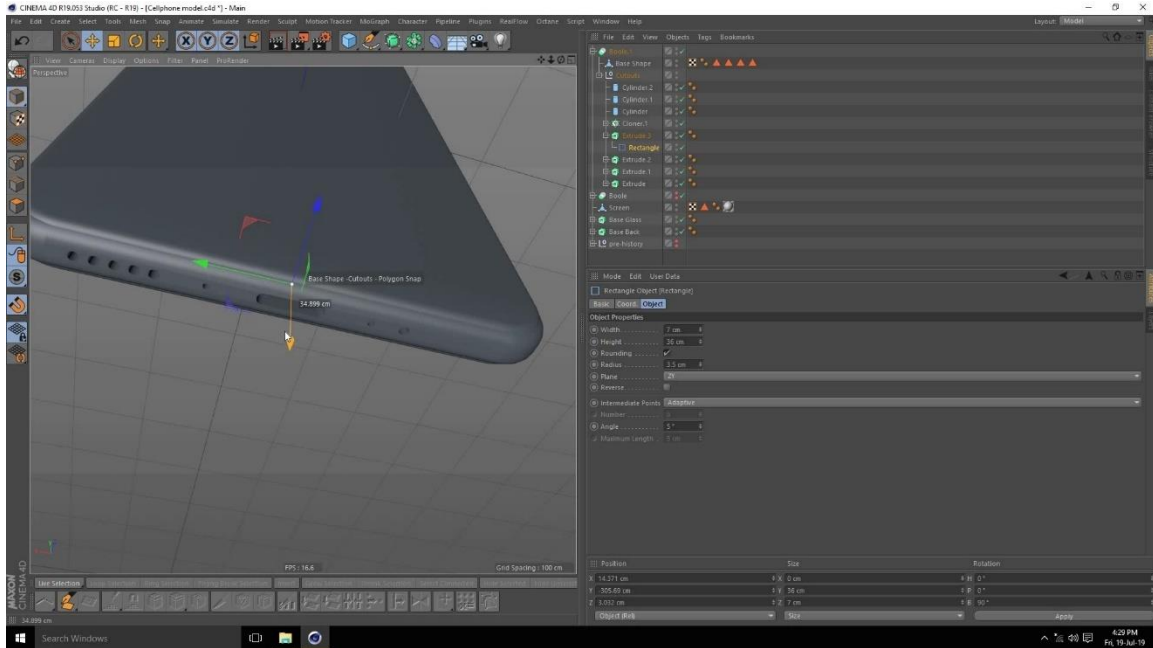 CINEMA 4D R19.053 Studio (RC - R19) - [Cellphone model.c4d *] - Main
File Edit Create Select Tools Mesh Snap Animate Simulate Render Sculpt Motion Tracker MoGraph Character Pipeline Plugins RealFlow Octane Script Window Help
Layout: Model
View Cameras Display Options Filter Panel ProRender
File Edit View Objects Tags Bookmarks
Perspective
Boole.1
Base Shape
Cutouts
Cylinder.2
Cylinder.1
Cylinder
Cloner.1
Extrude.3
Rectangle
Extrude.2
Extrude.1
Extrude
Boole
Screen
Base Glass
Base Back
pre-history
Base Shape -Cutouts - Polygon Snap
34.899 cm
Mode Edit User Data
Rectangle Object [Rectangle]
Basic Coord. Object
Object Properties
Width 7 cm
Height 36 cm
Rounding
Radius 3.5 cm
Plane ZY
Reverse
Intermediate Points Adaptive
Number
Angle 5°
Maximum Length
FPS : 16.6
Grid Spacing : 100 cm
Live Selection
Position Size Rotation
X 14.371 cm X 0 cm H 0°
Y -305.69 cm Y 36 cm P 0°
Z 3.032 cm Z 7 cm B 90°
Object (Rel) Size Apply
MAXON
CINEMA 4D
34.899 cm
Search Windows
4:29 PM
Fri, 19-Jul-19